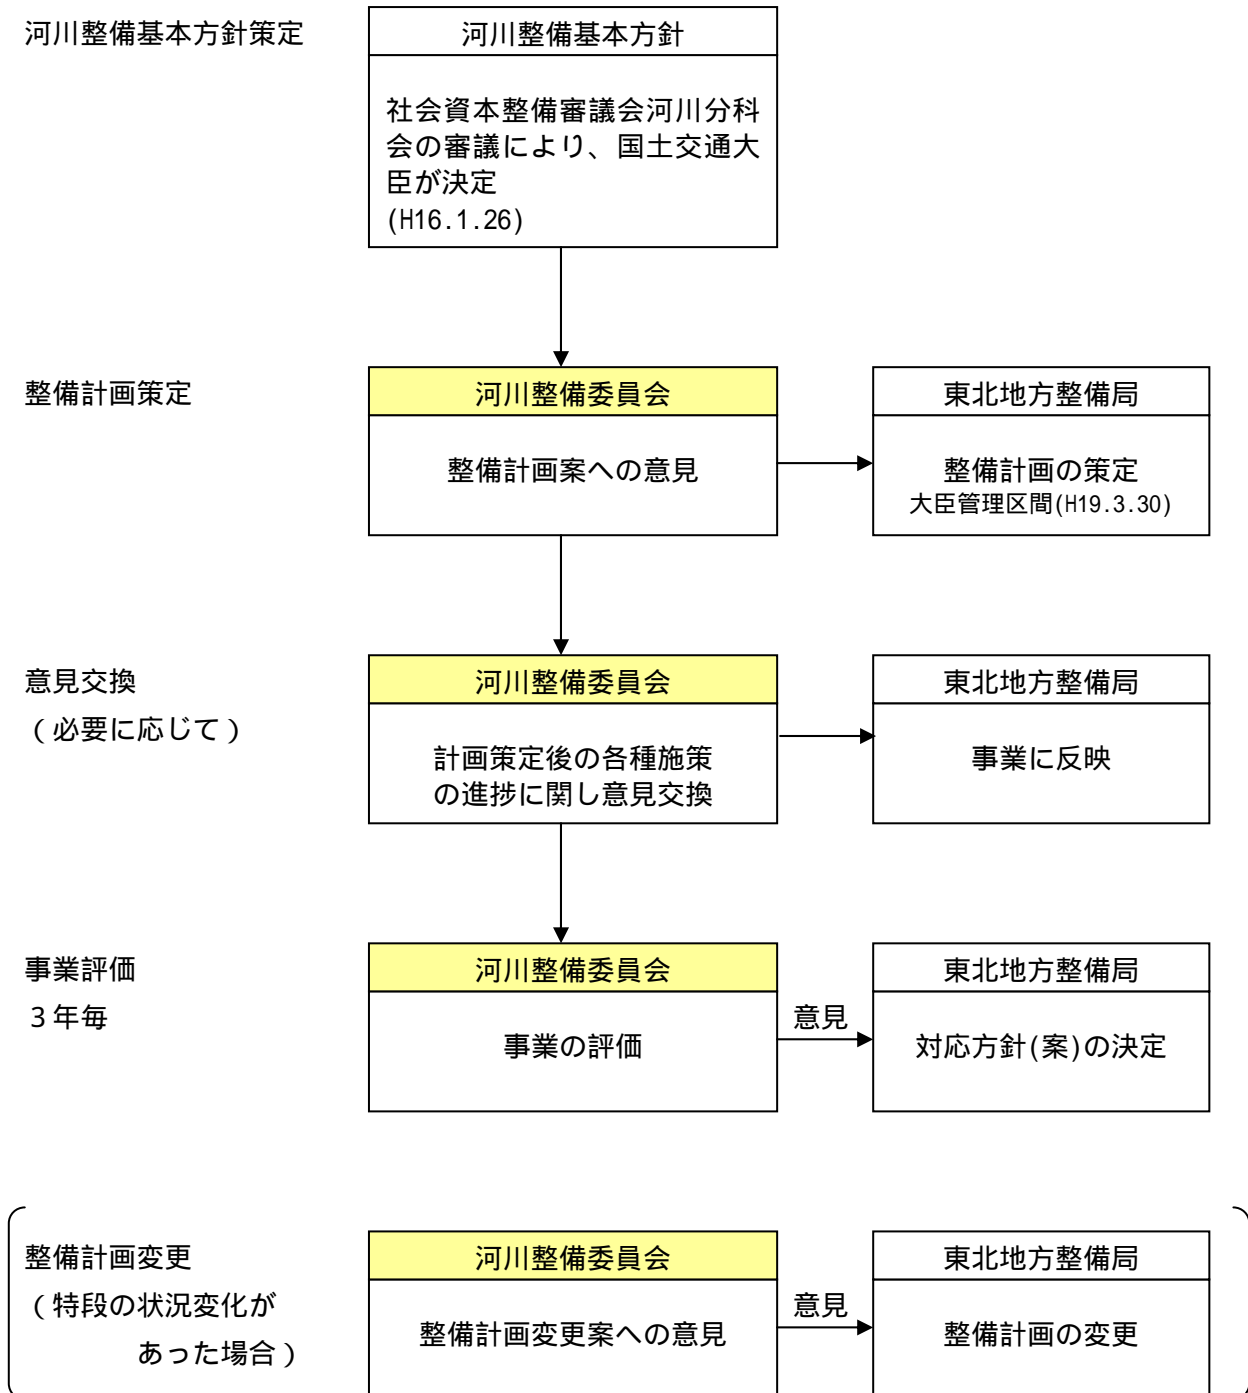 河川整備基本方針策定
河川整備基本方針
社会資本整備審議会河川分科
会の審議により、国土交通大
臣が決定
(H16.1.26)
整備計画策定
河川整備委員会
整備計画案への意見
東北地方整備局
整備計画の策定
大臣管理区間(H19.3.30)
意見交換
（必要に応じて）
河川整備委員会
計画策定後の各種施策
の進捗に関し意見交換
東北地方整備局
事業に反映
事業評価
３年毎
河川整備委員会
事業の評価
意見
東北地方整備局
対応方針(案)の決定
整備計画変更
（特段の状況変化が
あった場合）
河川整備委員会
整備計画変更案への意見
意見
東北地方整備局
整備計画の変更